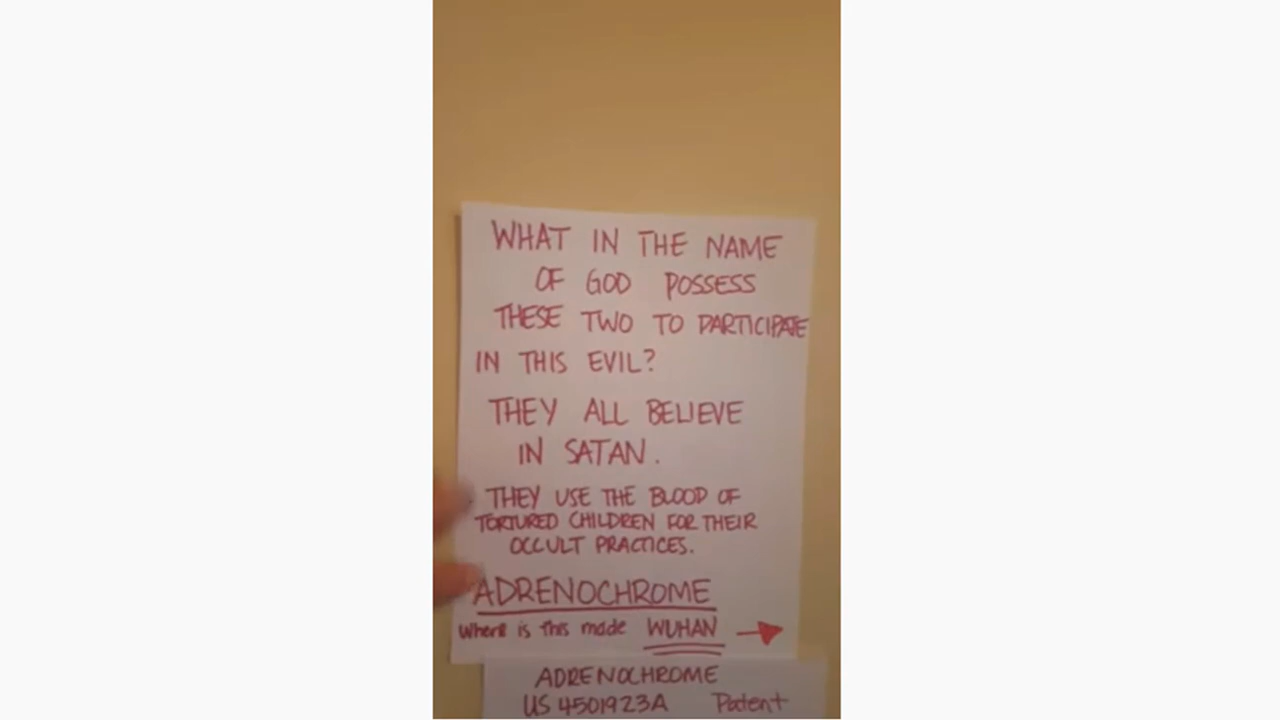 WHAT IN THE NAME
OF GOD POSSESS
THESE TWO TO PARTICIPATE
IN THIS EVIL?
THEY ALL BELIEVE
IN SATAN.
THEY USE THE BLOOD OF
TORTURED CHILDREN FOR THEIR
OCCULT PRACTICES.
ADRENOCHROME
Where is this made WUHAN
ADRENOCHROME
US 4501923A Patent